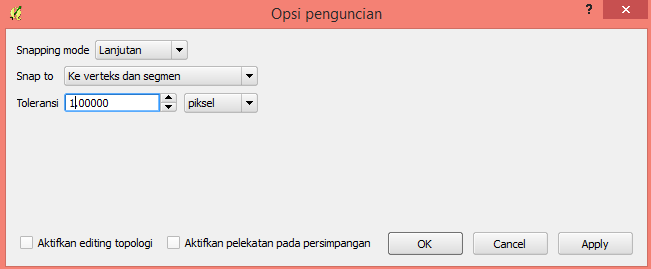 Opsi penguncian
?
Snapping mode Lanjutan
Snap to Ke verteks dan segmen
Toleransi 1.00000 piksel
Aktifkan editing topologi Aktifkan pelekatan pada persimpangan OK Cancel Apply